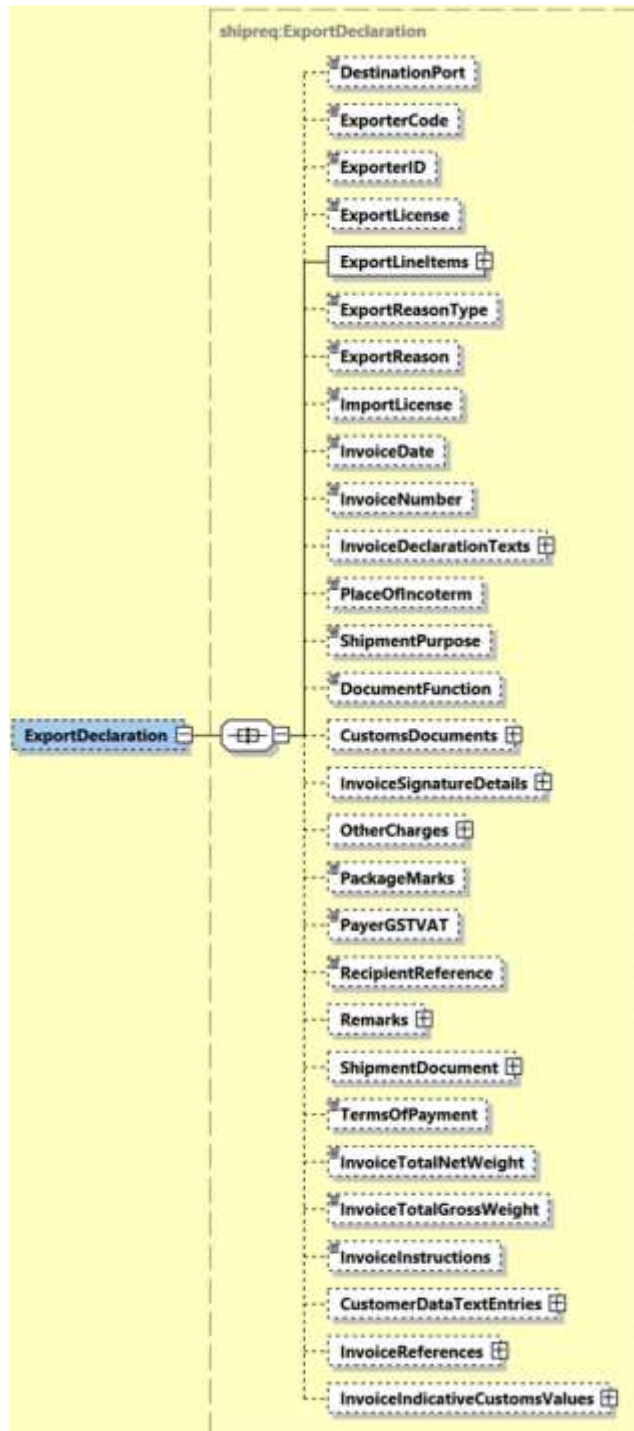 shipreq:ExportDeclaration
DestinationPort
ExporterCode
ExporterID
ExportLicense
ExportLineItems
ExportReasonType
ExportReason
ImportLicense
InvoiceDate
InvoiceNumber
InvoiceDeclarationTexts
PlaceOfIncoterm
ShipmentPurpose
DocumentFunction
ExportDeclaration
CustomsDocuments
InvoiceSignatureDetails
OtherCharges
PackageMarks
PayerGSTVAT
RecipientReference
Remarks
ShipmentDocument
TermsOfPayment
InvoiceTotalNetWeight
InvoiceTotalGrossWeight
InvoiceInstructions
CustomerDataTextEntries
InvoiceReferences
InvoiceIndicativeCustomsValues